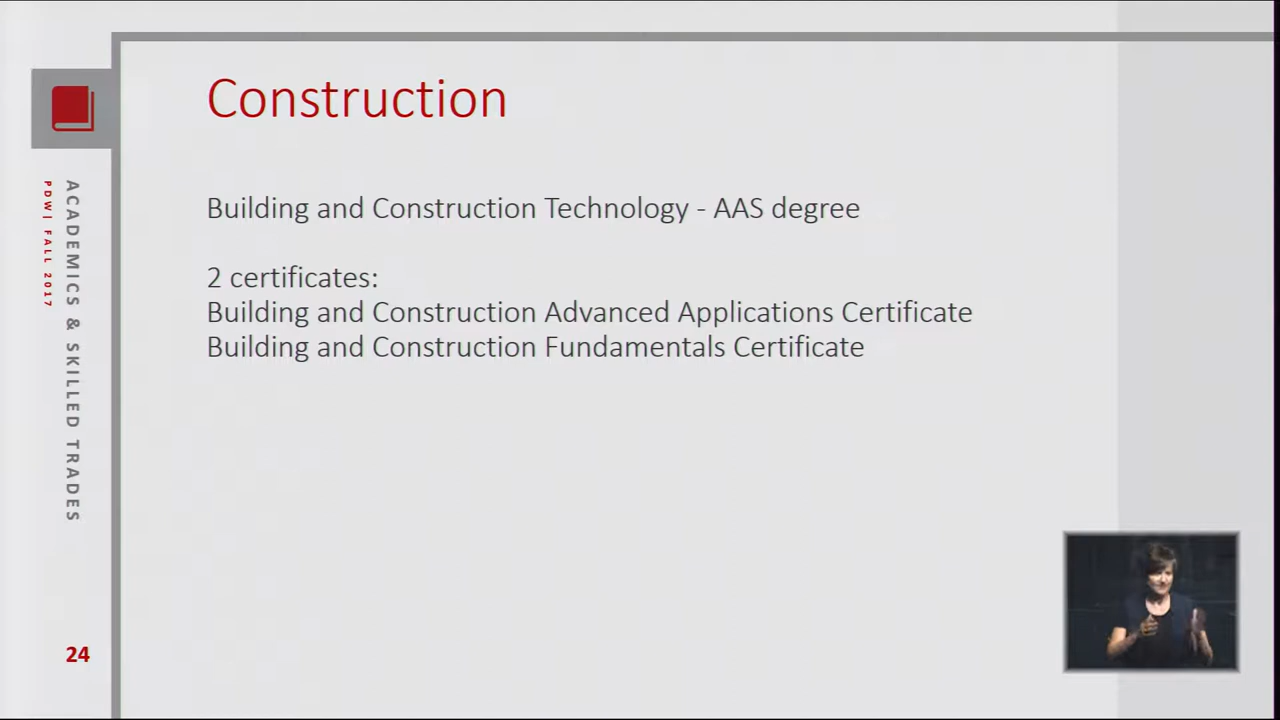 Construction
Building and Construction Technology - AAS degree
2 certificates:
Building and Construction Advanced Applications Certificate
Building and Construction Fundamentals Certificate
ACADEMICS & SKILLED TRADES
PDW| FALL 2017
24